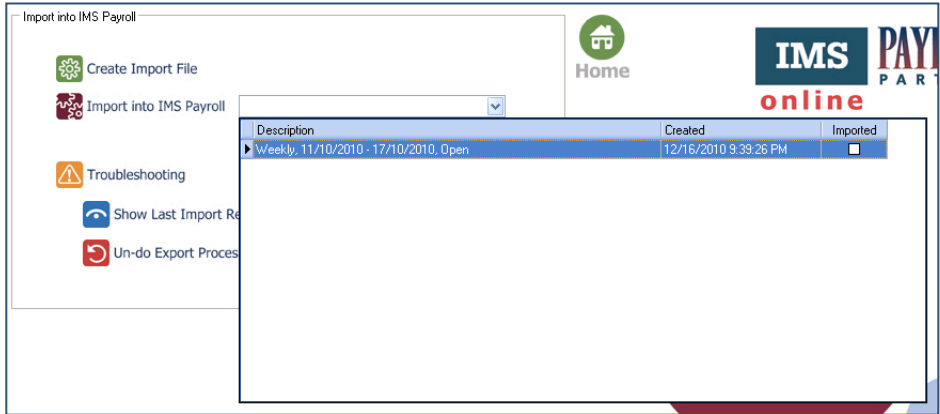 Import into IMS Payroll
Create Import File
Home
IMS
online
Import into IMS Payroll
Description Created Imported
Weekly, 11/10/2010 - 17/10/2010, Open 12/16/2010 9:39:26 PM
Troubleshooting
Show Last Import Re
Un-do Export Proces